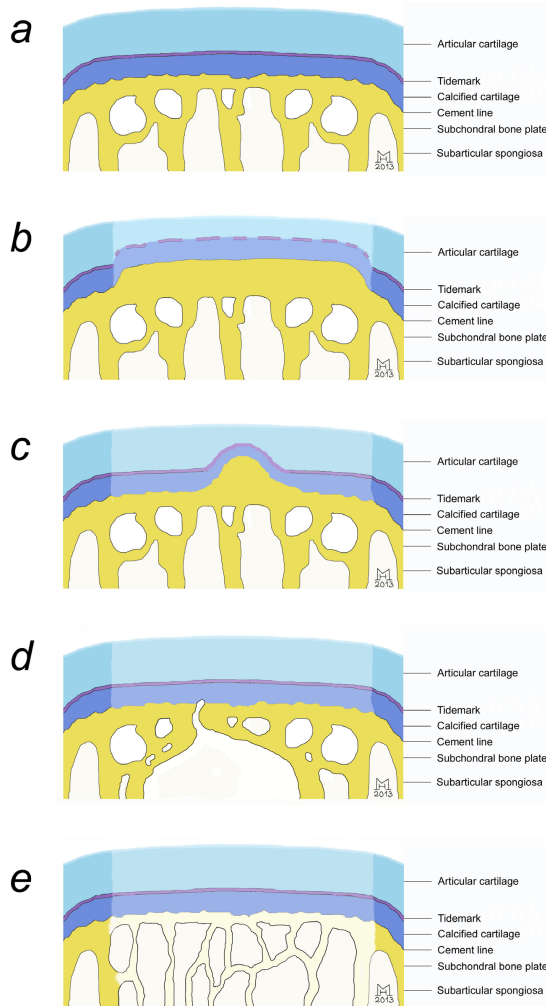 a
Articular cartilage
Tidemark
Calcified cartilage
Cement line
Subchondral bone plate
Subarticular spongiosa
2013
b
Articular cartilage
Tidemark
Calcified cartilage
Cement line
Subchondral bone plate
Subarticular spongiosa
2013
c
Articular cartilage
Tidemark
Calcified cartilage
Cement line
Subchondral bone plate
Subarticular spongiosa
2013
d
Articular cartilage
Tidemark
Calcified cartilage
Cement line
Subchondral bone plate
Subarticular spongiosa
2013
e
Articular cartilage
Tidemark
Calcified cartilage
Cement line
Subchondral bone plate
Subarticular spongiosa
2013